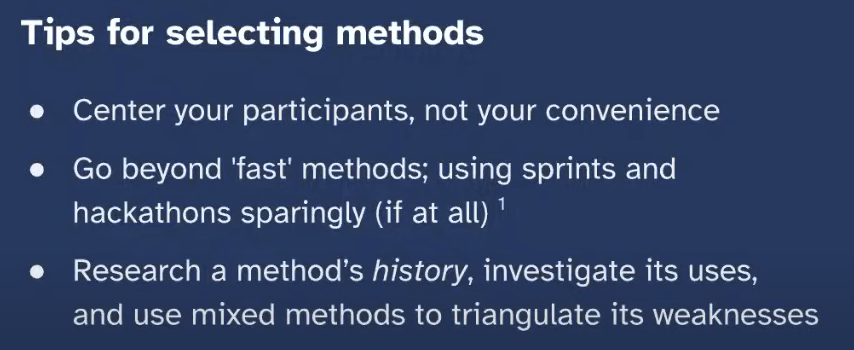 Tips for selecting methods
● Center your participants, not your convenience
● Go beyond 'fast' methods; using sprints and
hackathons sparingly (if at all) ¹
● Research a method’s history, investigate its uses,
and use mixed methods to triangulate its weaknesses